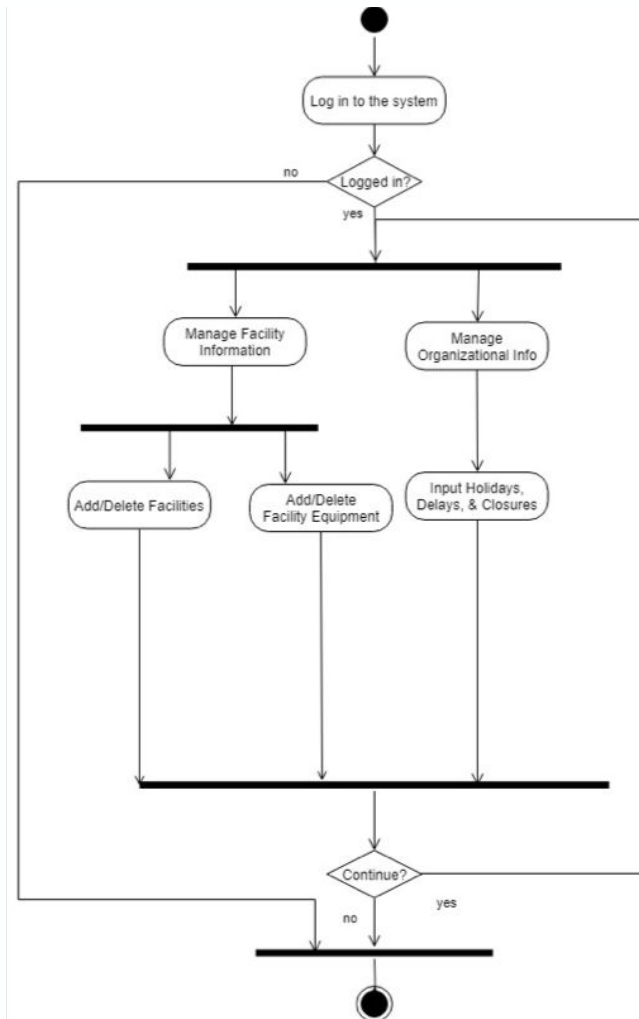 Log in to the system
no
Logged in?
yes
Manage Facility
Information
Manage
Organizational Info
Add/Delete Facilities
Add/Delete
Facility Equipment
Input Holidays,
Delays, & Closures
Continue?
yes
no